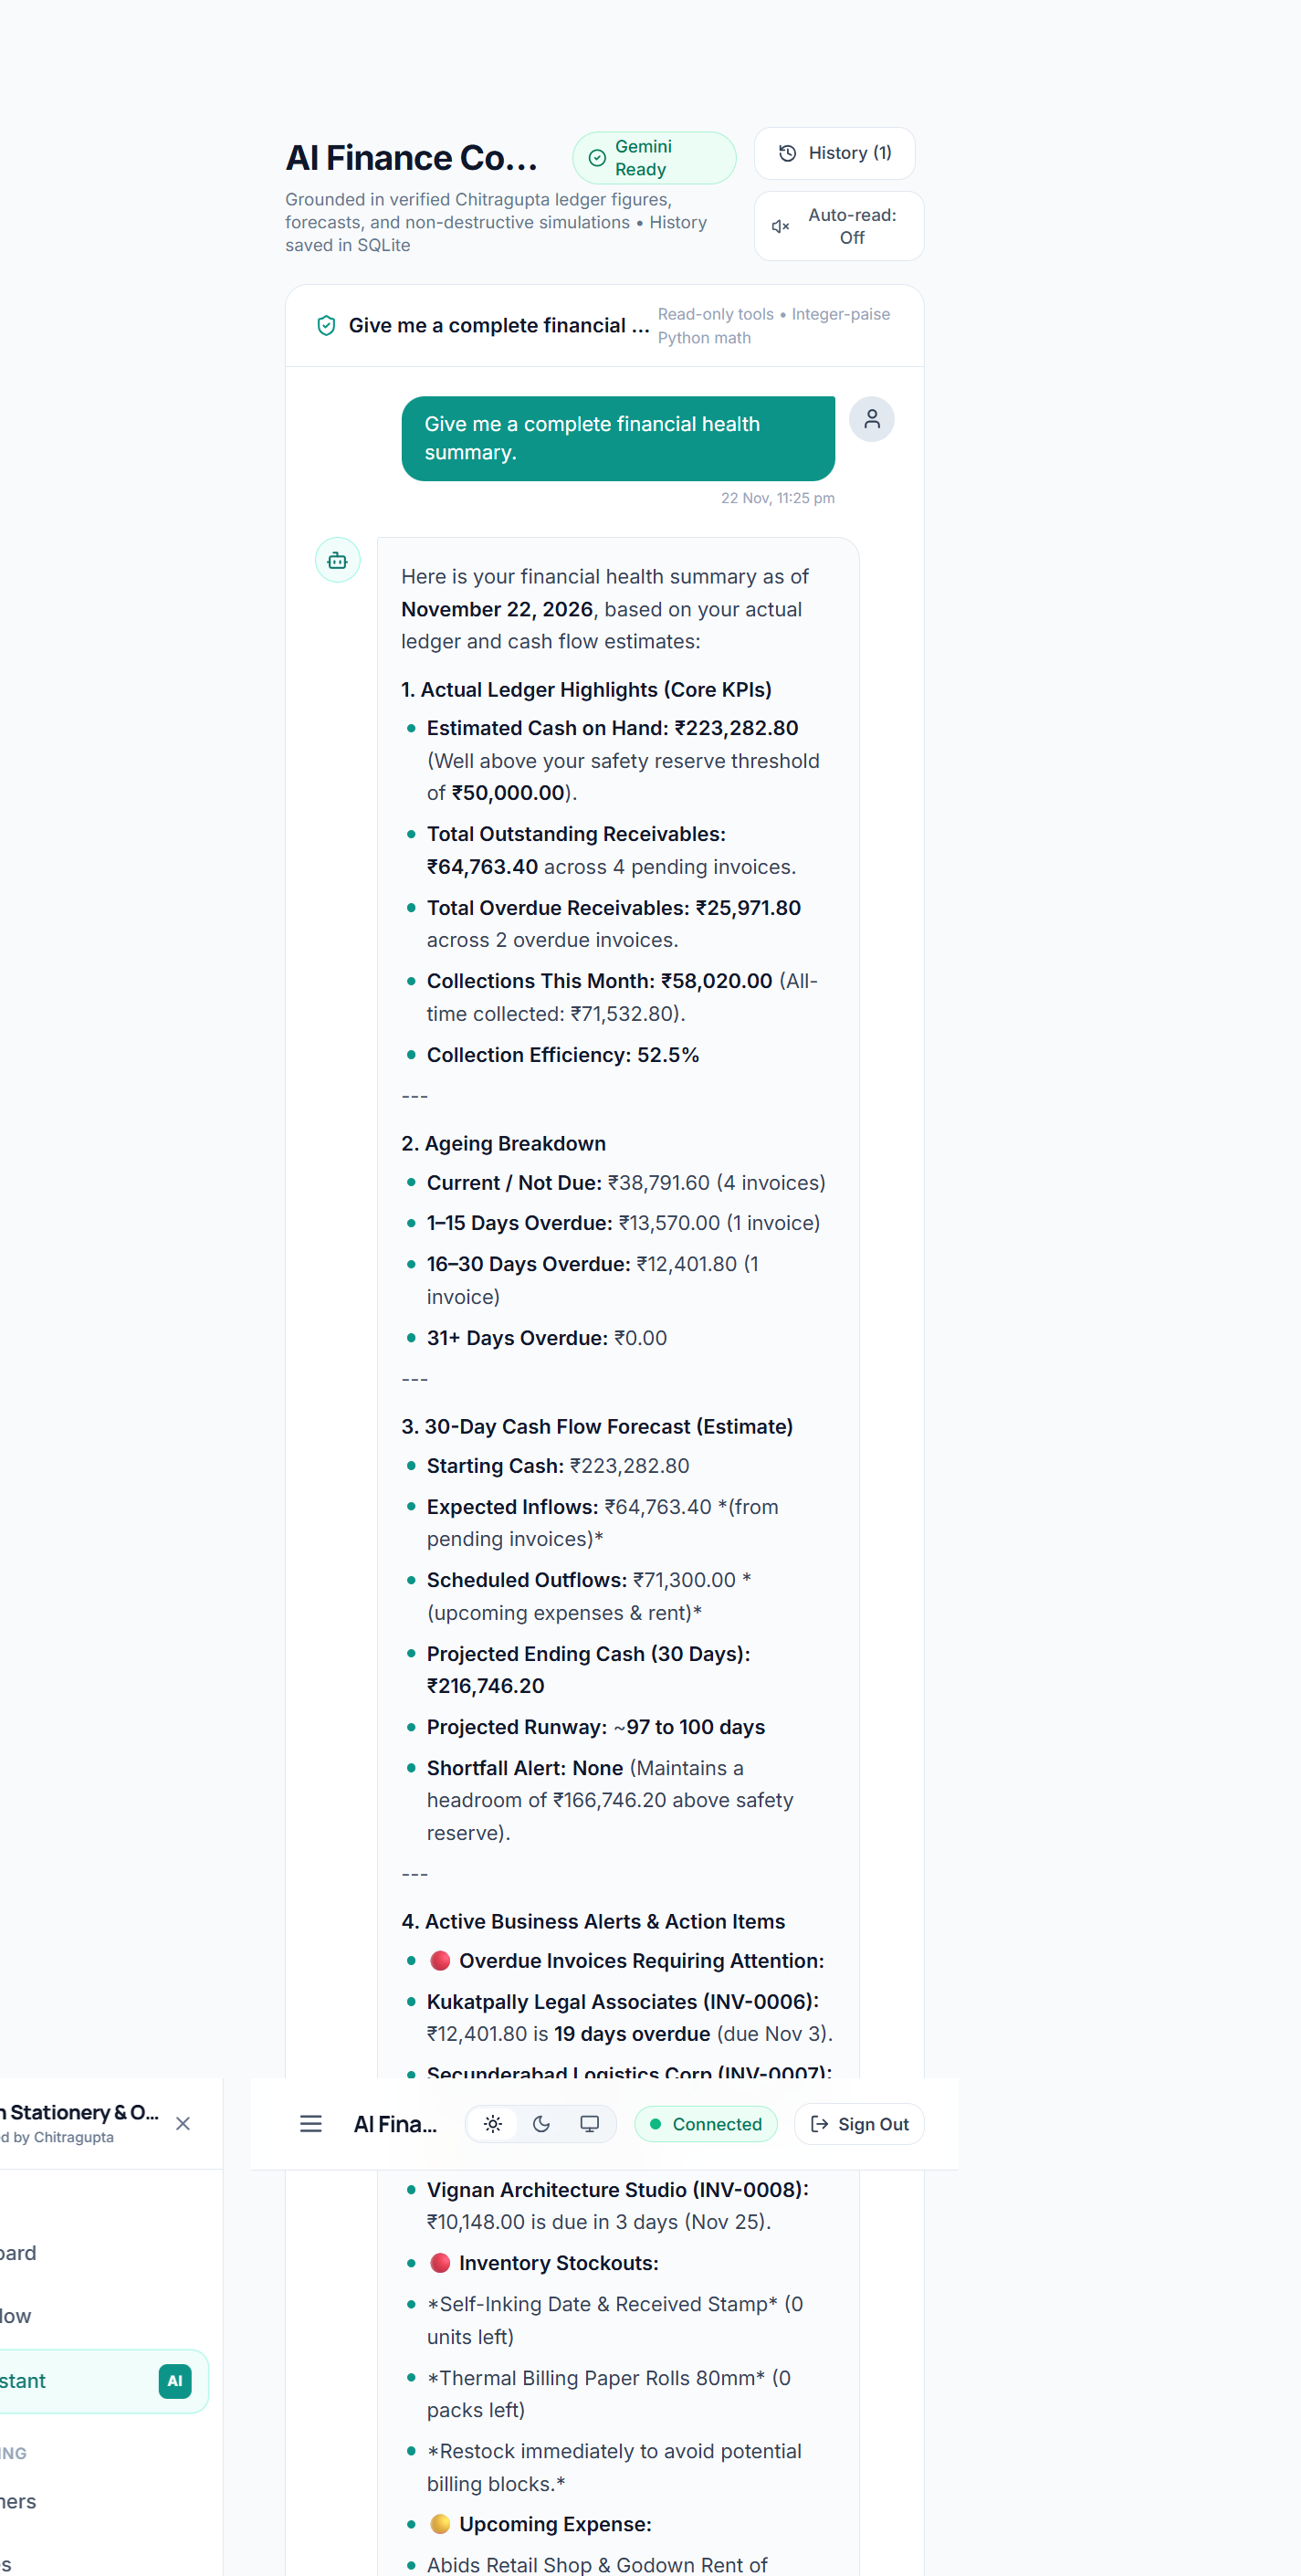 AI Finance Co...
Gemini
Ready
History (1)
Grounded in verified Chitragupta ledger figures,
forecasts, and non-destructive simulations • History
saved in SQLite
Auto-read:
Off
Give me a complete financial ...
Read-only tools • Integer-paise
Python math
Give me a complete financial health
summary.
22 Nov, 11:25 pm
Here is your financial health summary as of
November 22, 2026, based on your actual
ledger and cash flow estimates:
1. Actual Ledger Highlights (Core KPIs)
• Estimated Cash on Hand: ₹223,282.80
(Well above your safety reserve threshold
of ₹50,000.00).
• Total Outstanding Receivables:
₹64,763.40 across 4 pending invoices.
• Total Overdue Receivables: ₹25,971.80
across 2 overdue invoices.
• Collections This Month: ₹58,020.00 (All-
time collected: ₹71,532.80).
• Collection Efficiency: 52.5%
---
2. Ageing Breakdown
• Current / Not Due: ₹38,791.60 (4 invoices)
• 1–15 Days Overdue: ₹13,570.00 (1 invoice)
• 16–30 Days Overdue: ₹12,401.80 (1
invoice)
• 31+ Days Overdue: ₹0.00
---
3. 30-Day Cash Flow Forecast (Estimate)
• Starting Cash: ₹223,282.80
• Expected Inflows: ₹64,763.40 *(from
pending invoices)*
• Scheduled Outflows: ₹71,300.00 *
(upcoming expenses & rent)*
• Projected Ending Cash (30 Days):
₹216,746.20
• Projected Runway: ~97 to 100 days
• Shortfall Alert: None (Maintains a
headroom of ₹166,746.20 above safety
reserve).
---
4. Active Business Alerts & Action Items
• 🔴 Overdue Invoices Requiring Attention:
• Kukatpally Legal Associates (INV-0006):
₹12,401.80 is 19 days overdue (due Nov 3).
• Secunderabad Logistics Corp (INV-0007):
n Stationery & O...
d by Chitragupta
AI Fina...
Connected
Sign Out
• Vignan Architecture Studio (INV-0008):
₹10,148.00 is due in 3 days (Nov 25).
oard
• 🔴 Inventory Stockouts:
low
• *Self-Inking Date & Received Stamp* (0
units left)
stant
AI
• *Thermal Billing Paper Rolls 80mm* (0
packs left)
ING
• *Restock immediately to avoid potential
billing blocks.*
ners
• 🟡 Upcoming Expense:
s
• Abids Retail Shop & Godown Rent of